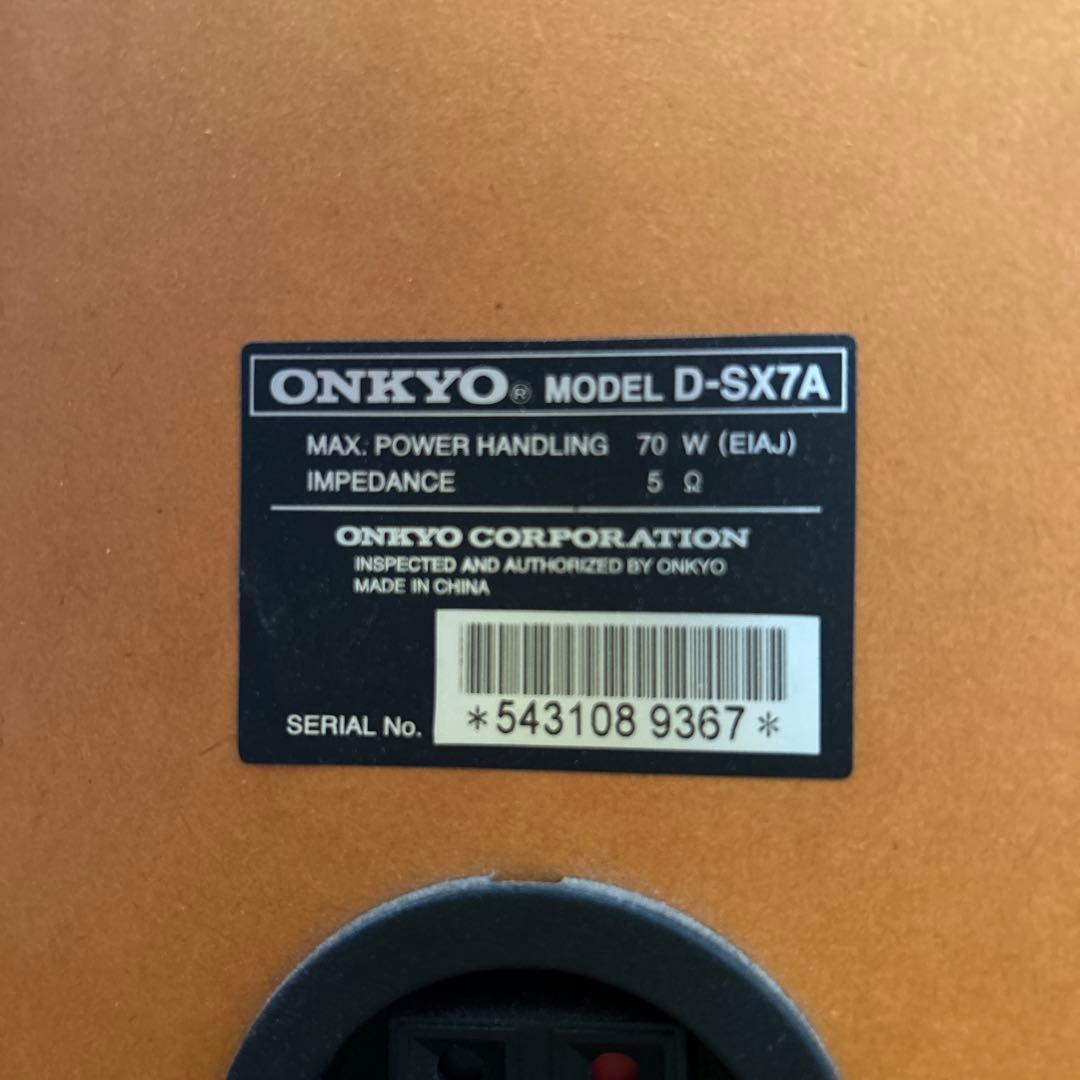 ONKYO® MODEL D-SX7A
MAX. POWER HANDLING 70 W (EIAJ)
IMPEDANCE 5 Ω
ONKYO CORPORATION
INSPECTED AND AUTHORIZED BY ONKYO
MADE IN CHINA
SERIAL No. *543108 9367*